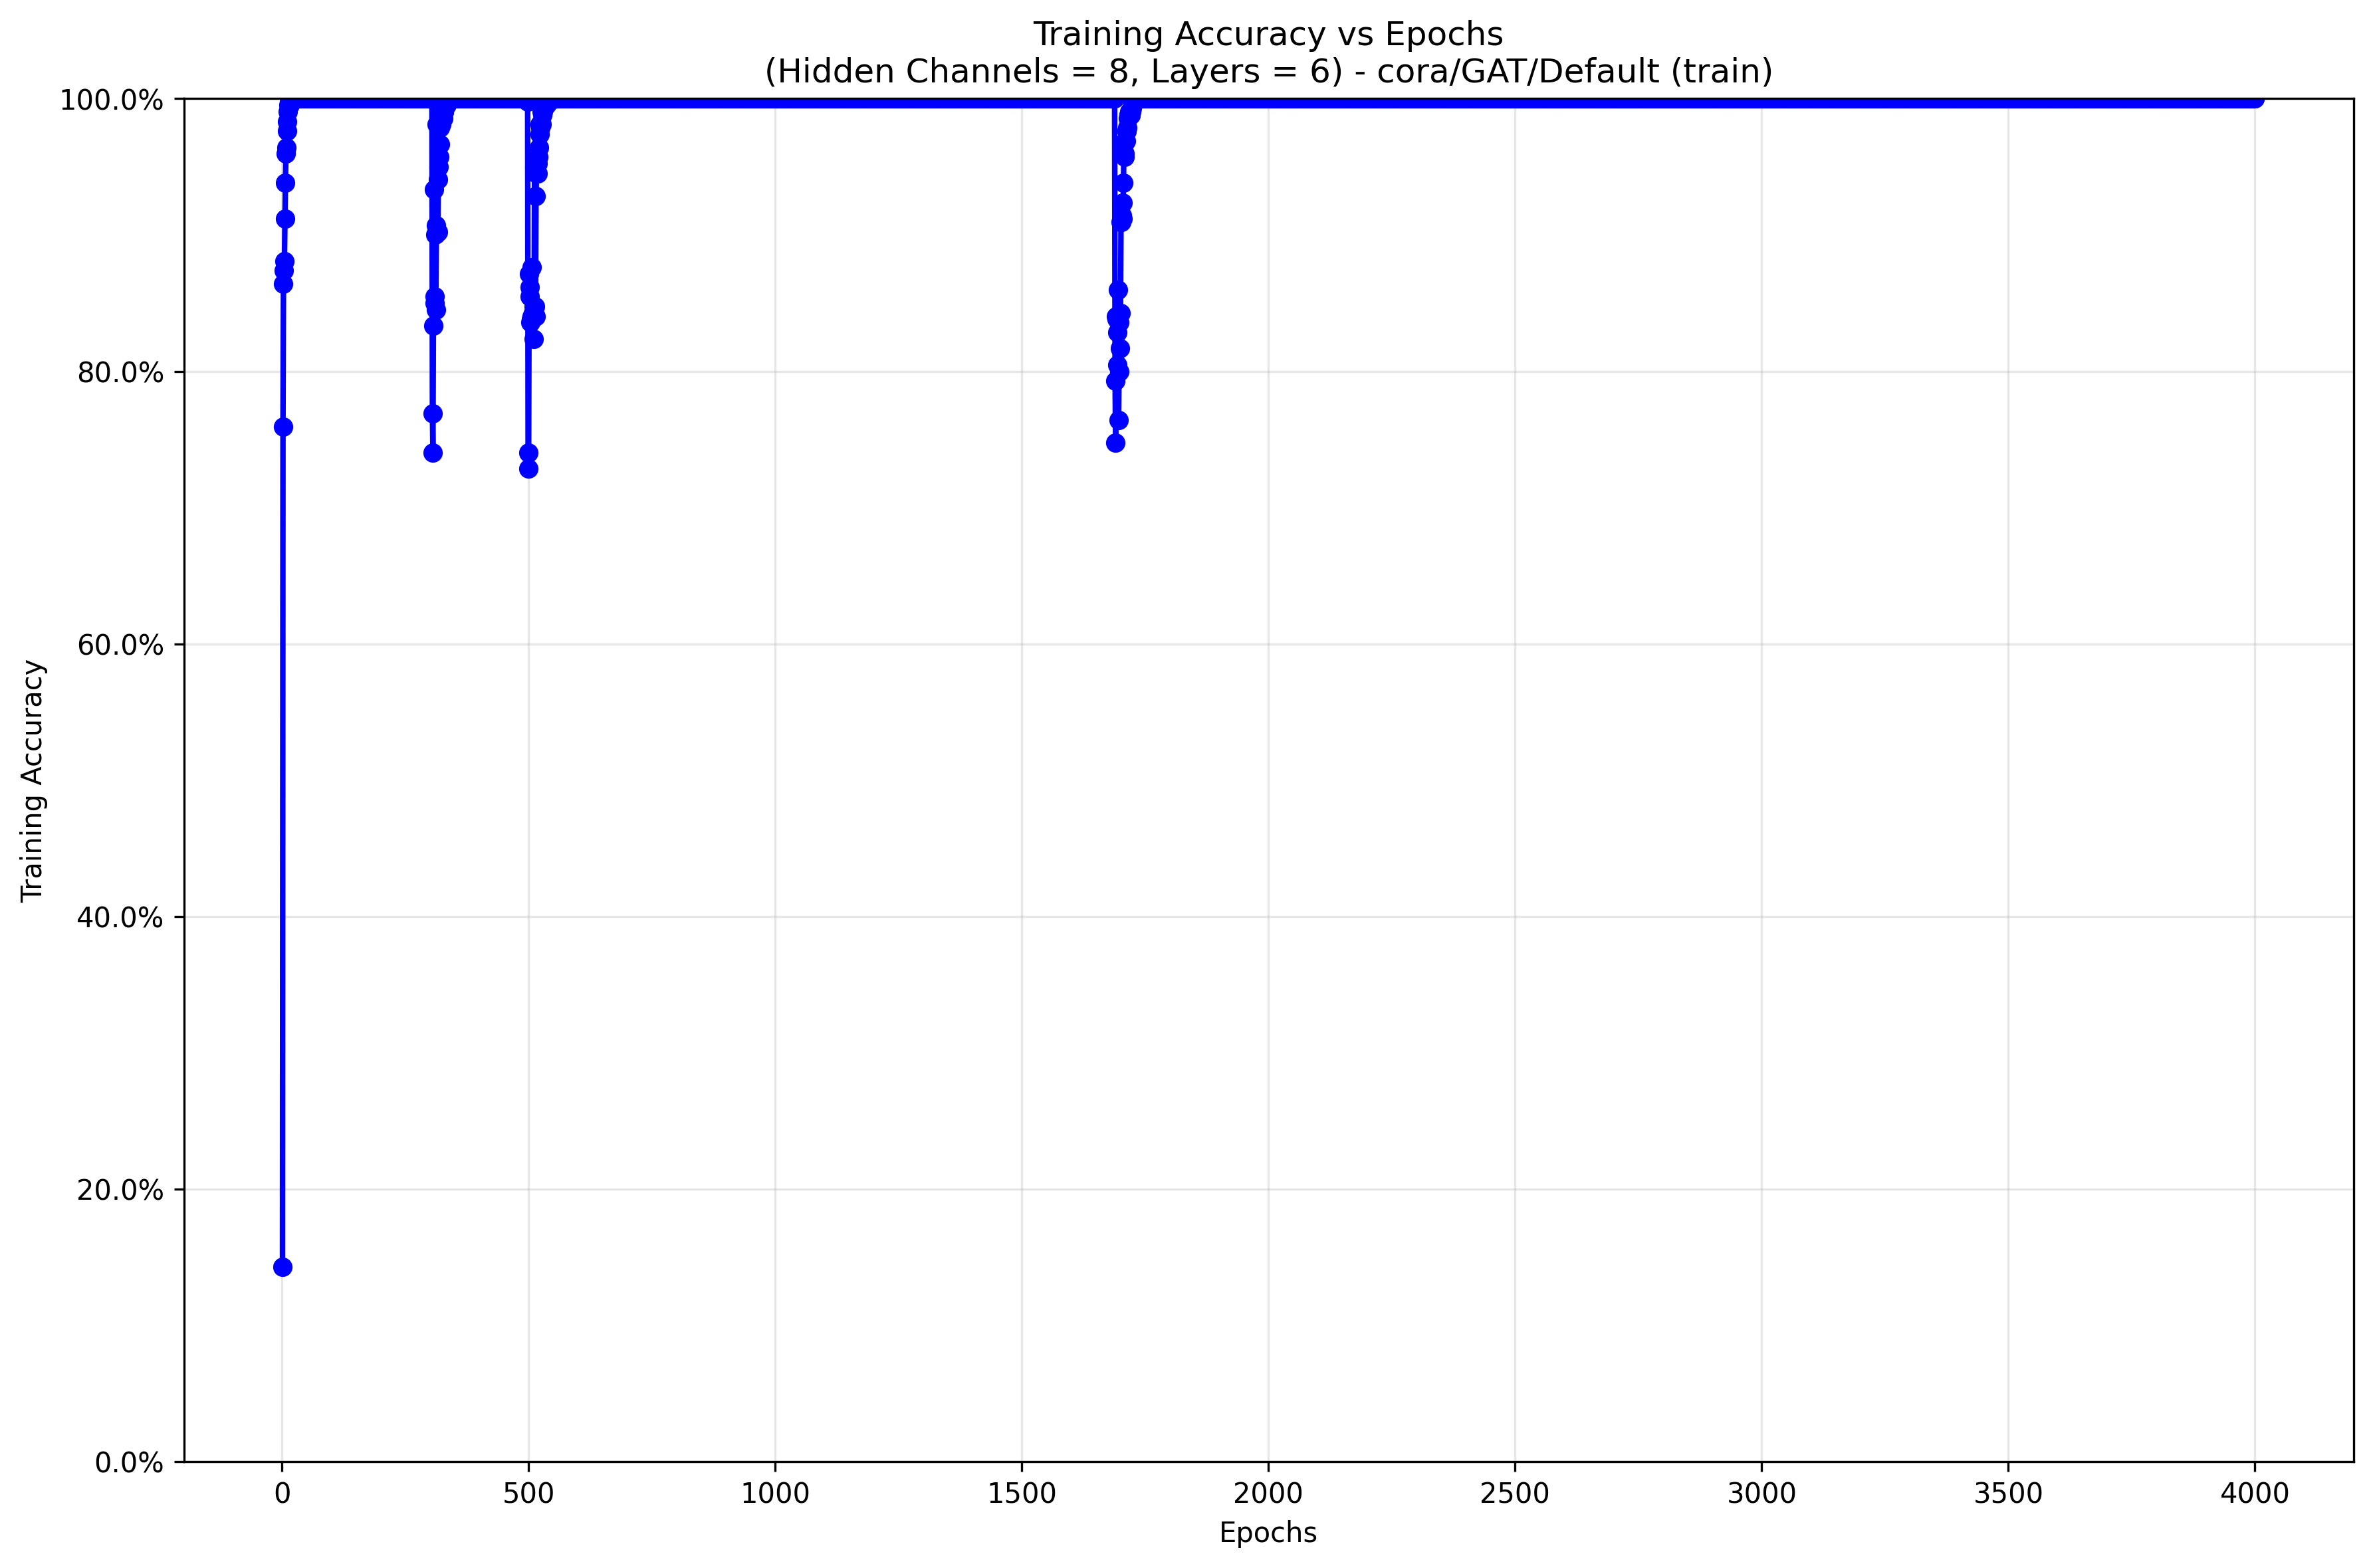 Training Accuracy vs Epochs
(Hidden Channels = 8, Layers = 6) - cora/GAT/Default (train)
100.0%
80.0%
60.0%
40.0%
20.0%
0.0%
Training Accuracy
0 500 1000 1500 2000 2500 3000 3500 4000
Epochs